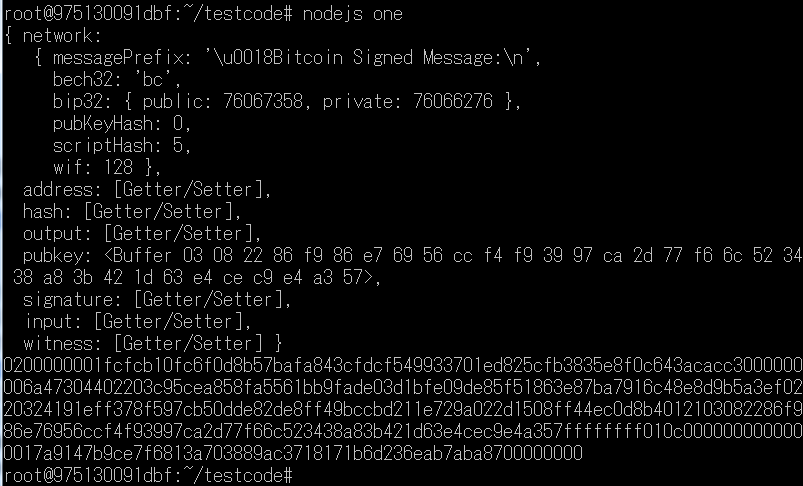 root@975130091dbf:~/testcode# nodejs one
{ network:
   { messagePrefix: '\u0018Bitcoin Signed Message:\n',
     bech32: 'bc',
     bip32: { public: 76067358, private: 76066276 },
     pubKeyHash: 0,
     scriptHash: 5,
     wif: 128 },
  address: [Getter/Setter],
  hash: [Getter/Setter],
  output: [Getter/Setter],
  pubkey: <Buffer 03 08 22 86 f9 86 e7 69 56 cc f4 f9 39 97 ca 2d 77 f6 6c 52 34
 38 a8 3b 42 1d 63 e4 ce c9 e4 a3 57>,
  signature: [Getter/Setter],
  input: [Getter/Setter],
  witness: [Getter/Setter] }
0200000001fcfcb10fc6f0d8b57bafa843cfdcf549933701ed825cfb3835e8f0c643acacc3000000
006a47304402203c95cea858fa5561bb9fade03d1bfe09de85f51863e87ba7916c48e8d9b5a3ef02
20324191eff378f597cb50dde82de8ff49bccbd211e729a022d1508ff44ec0d8b4012103082286f9
86e76956ccf4f93997ca2d77f66c523438a83b421d63e4cec9e4a357ffffffff010c000000000000
0017a9147b9ce7f6813a703889ac3718171b6d236eab7aba8700000000
root@975130091dbf:~/testcode#